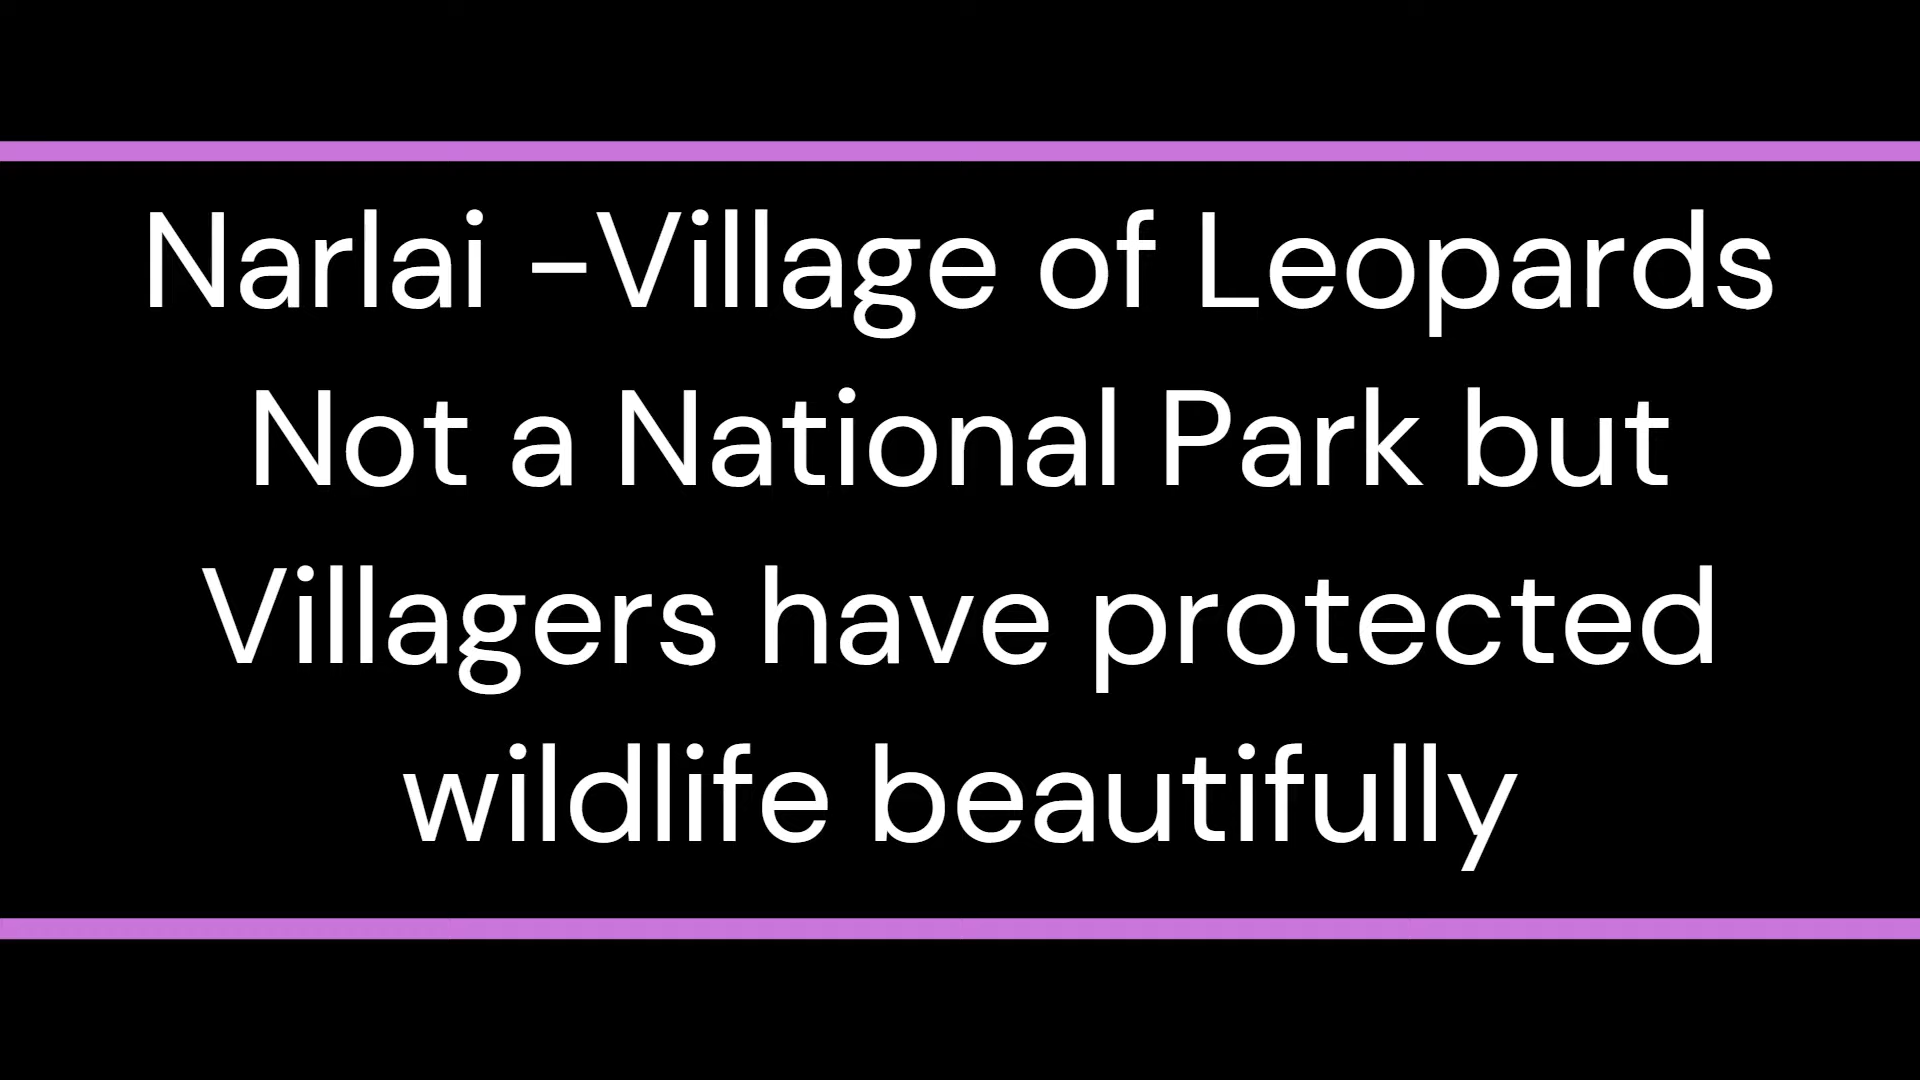 Narlai -Village of Leopards
Not a National Park but
Villagers have protected
wildlife beautifully